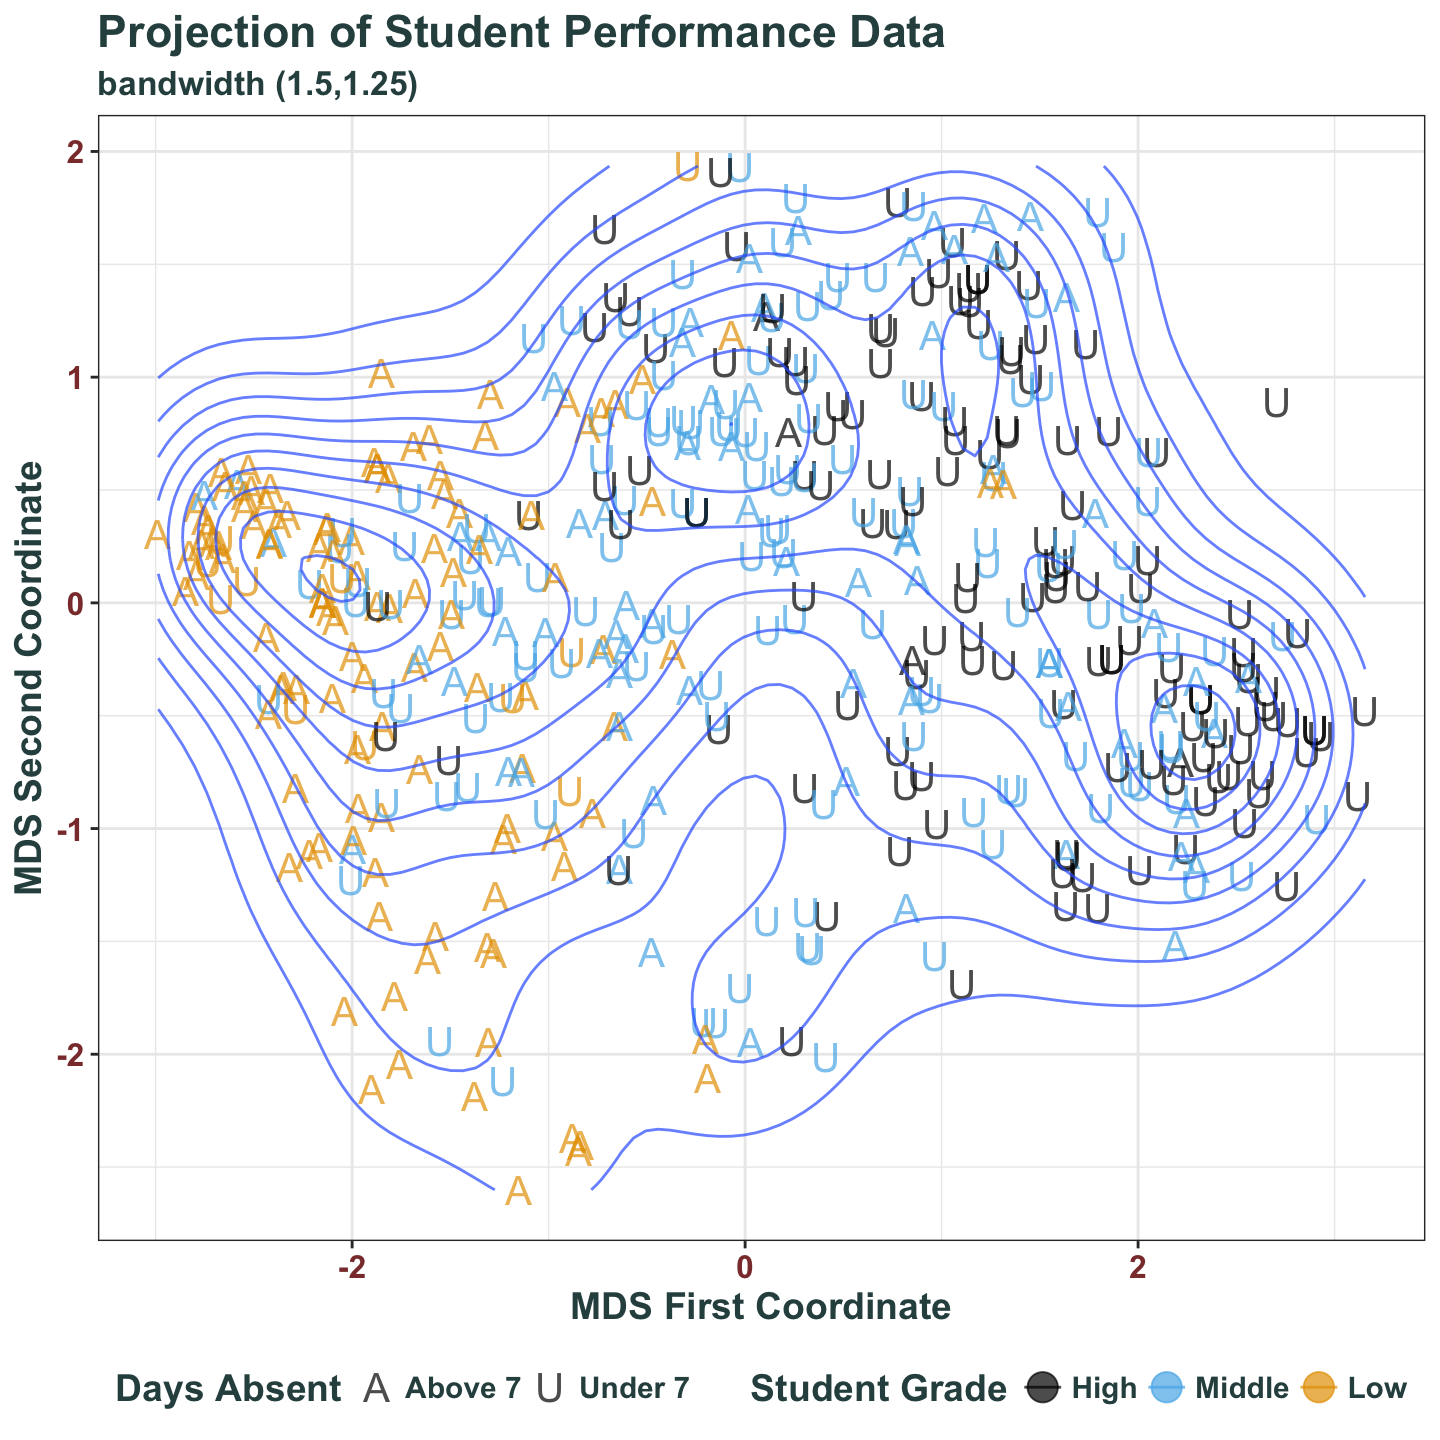 Projection of Student Performance Data
bandwidth (1.5,1.25)
2
1
0
-1
-2
MDS Second Coordinate
-2 0 2
MDS First Coordinate
Days Absent A Above 7 U Under 7 Student Grade High Middle Low